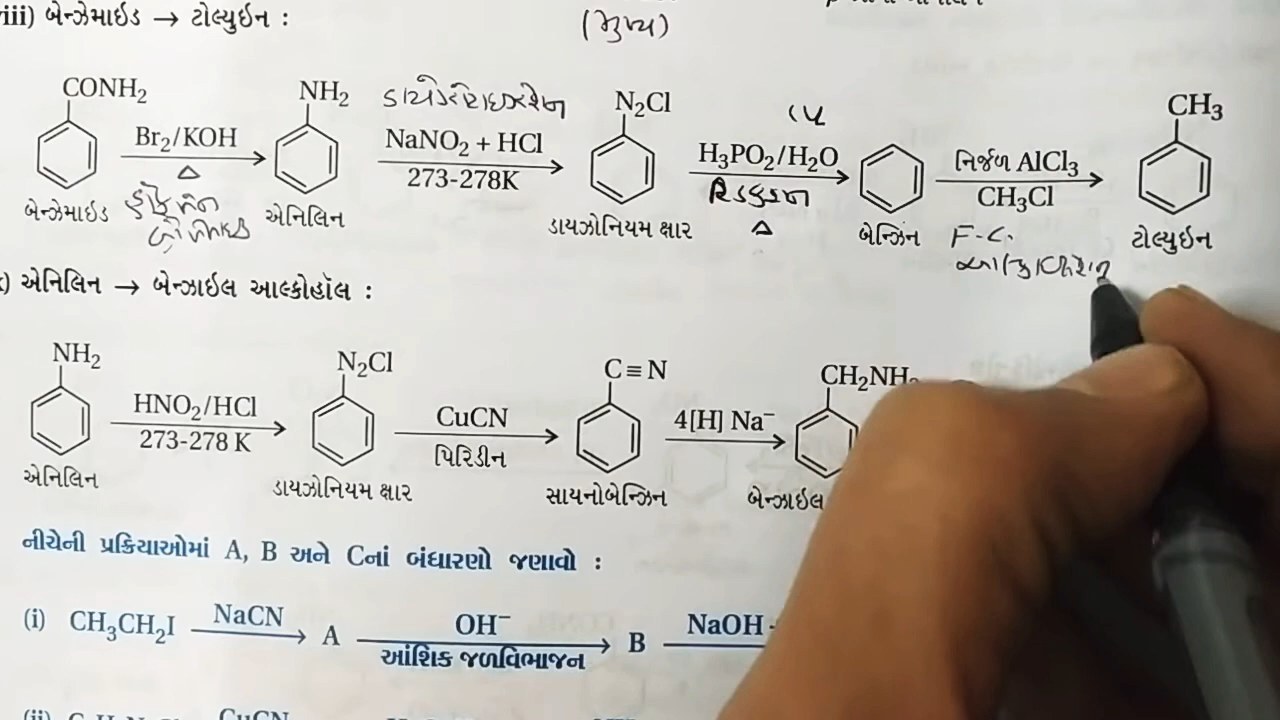 iii) બેન્ઝેમાઇડ → ટોલ્યુઇન :
(મુખ્ય)
CONH₂ NH₂ ડાયેઝોટાઇઝેશન N₂Cl CH₃
Br₂/KOH NaNO₂ + HCl H₃PO₂/H₂O નિર્જળ AlCl₃
Δ 273-278K રિડક્શન CH₃Cl
બેન્ઝેમાઇડ એનિલિન ડાયઝોનિયમ ક્ષાર Δ બેન્ઝિન F-C. ટોલ્યુઇન
) એનિલિન → બેન્ઝાઇલ આલ્કોહૉલ :
NH₂ N₂Cl C≡N CH₂NH₂
HNO₂/HCl CuCN 4[H] Na⁻
273-278 K પિરિડીન
એનિલિન ડાયઝોનિયમ ક્ષાર સાયનોબેન્ઝિન બેન્ઝાઇલ
નીચેની પ્રક્રિયાઓમાં A, B અને Cનાં બંધારણો જણાવો :
(i) CH₃CH₂I NaCN A OH⁻ B NaOH
આંશિક જળવિભાજન
(ii) CuCN